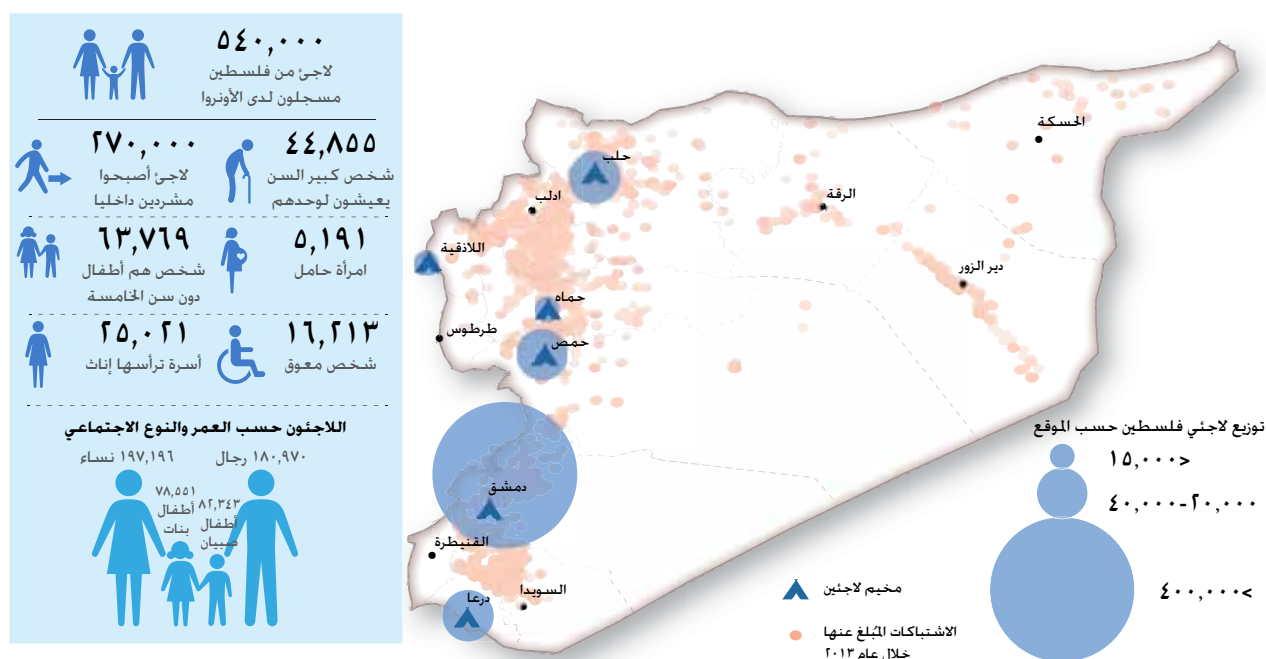 ٥٤٠,٠٠٠
لاجئ من فلسطين
مسجلون لدى الأونروا
٤٤,٨٥٥
شخص كبير السن
يعيشون لوحدهم
٢٧٠,٠٠٠
لاجئ أصبحوا
مشردين داخليا
٥,١٩١
امرأة حامل
٦٣,٧٦٩
شخص هم أطفال
دون سن الخامسة
١٦,٢١٣
شخص معوق
٢٥,٠٢١
أسرة ترأسها إناث
اللاجئون حسب العمر والنوع الاجتماعي
١٨٠,٩٧٠ رجال
١٩٧,١٩٦ نساء
٨٢,٣٤٣
أطفال
صبيان
٧٨,٥٥١
أطفال
بنات
الحسكة
حلب
ادلب
الرقة
اللاذقية
دير الزور
حماه
طرطوس
حمص
دمشق
القنيطرة
السويدا
درعا
توزيع لاجئي فلسطين حسب الموقع
١٥,٠٠٠>
٤٠,٠٠٠-٢٠,٠٠٠
٤٠٠,٠٠٠<
مخيم لاجئين
الاشتباكات المُبلغ عنها
خلال عام ٢٠١٣